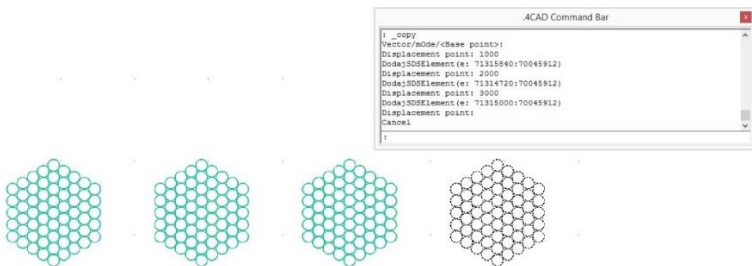 .4CAD Command Bar
x
: _copy
Vector/mOde/<Base point>:
Displacement point: 1000
DodajSDSElement(e: 71315840:70045912)
Displacement point: 2000
DodajSDSElement(e: 71314720:70045912)
Displacement point: 3000
DodajSDSElement(e: 71315000:70045912)
Displacement point:
Cancel
: